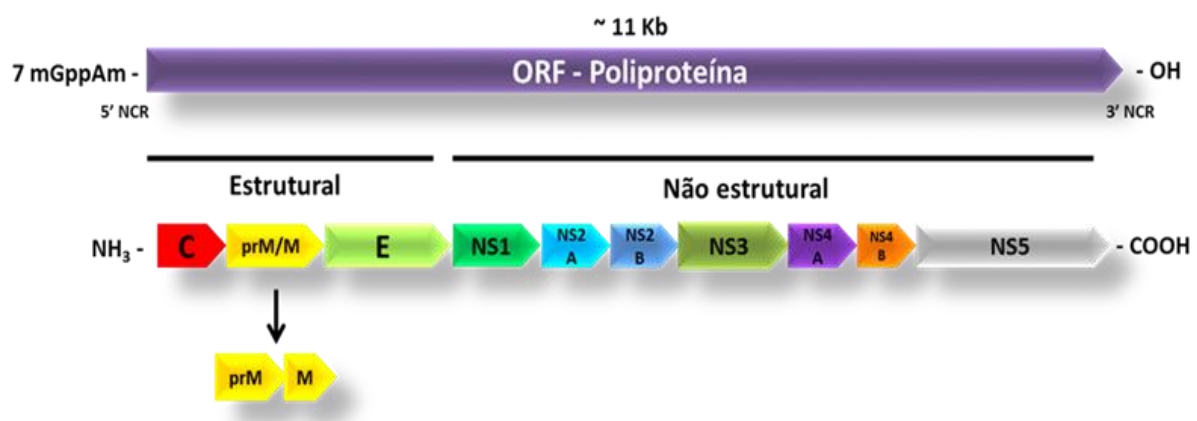 ~ 11 Kb
7 mGppAm -
ORF - Poliproteína
- OH
5' NCR
3' NCR
Estrutural
Não estrutural
NH3 -
C
prM/M
E
NS1
NS2
A
NS2
B
NS3
NS4
A
NS4
B
NS5
- COOH
prM
M